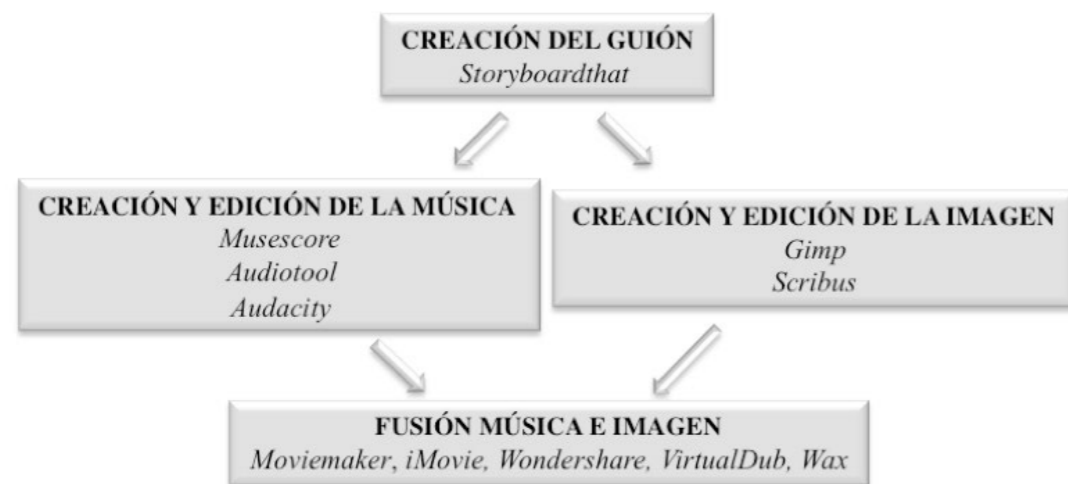 CREACIÓN DEL GUIÓN
Storyboardthat
CREACIÓN Y EDICIÓN DE LA MÚSICA
Musescore
Audiotool
Audacity
CREACIÓN Y EDICIÓN DE LA IMAGEN
Gimp
Scribus
FUSIÓN MÚSICA E IMAGEN
Moviemaker, iMovie, Wondershare, VirtualDub, Wax